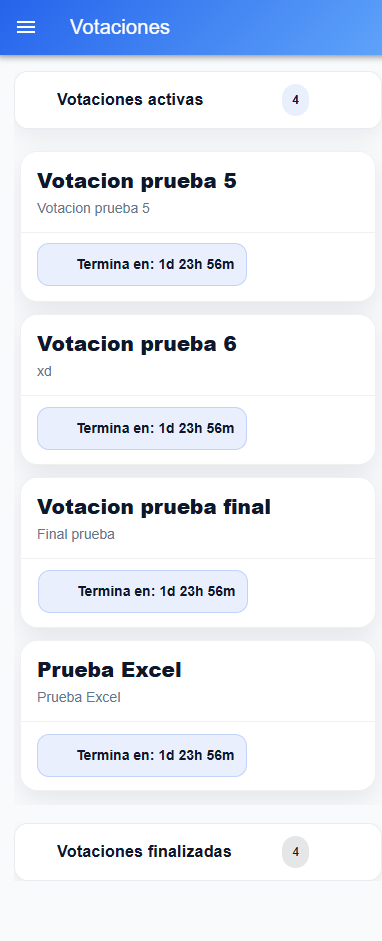 Votaciones
Votaciones activas 4
Votacion prueba 5
Votacion prueba 5
Termina en: 1d 23h 56m
Votacion prueba 6
xd
Termina en: 1d 23h 56m
Votacion prueba final
Final prueba
Termina en: 1d 23h 56m
Prueba Excel
Prueba Excel
Termina en: 1d 23h 56m
Votaciones finalizadas 4